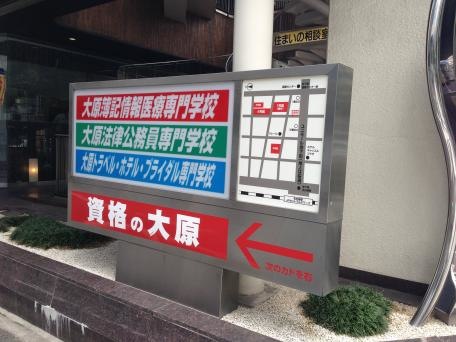 住まいの相談室
大原簿記情報医療専門学校
大原法律公務員専門学校
大原トラベル・ホテル・ブライダル専門学校
資格の大原
次のカドを右